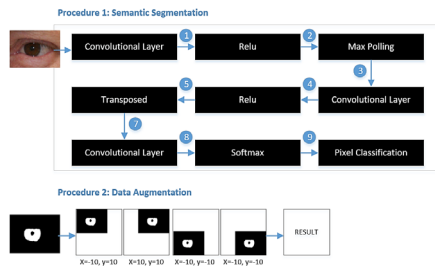 Procedure 1: Semantic Segmentation
1
2
Convolutional Layer
Relu
Max Polling
3
5
4
Transposed
Relu
Convolutional Layer
7
8
9
Convolutional Layer
Softmax
Pixel Classification
Procedure 2: Data Augmentation
RESULT
X=-10, y=10
X=10, y=10
X=-10, y=-10
X=-10, y=-10